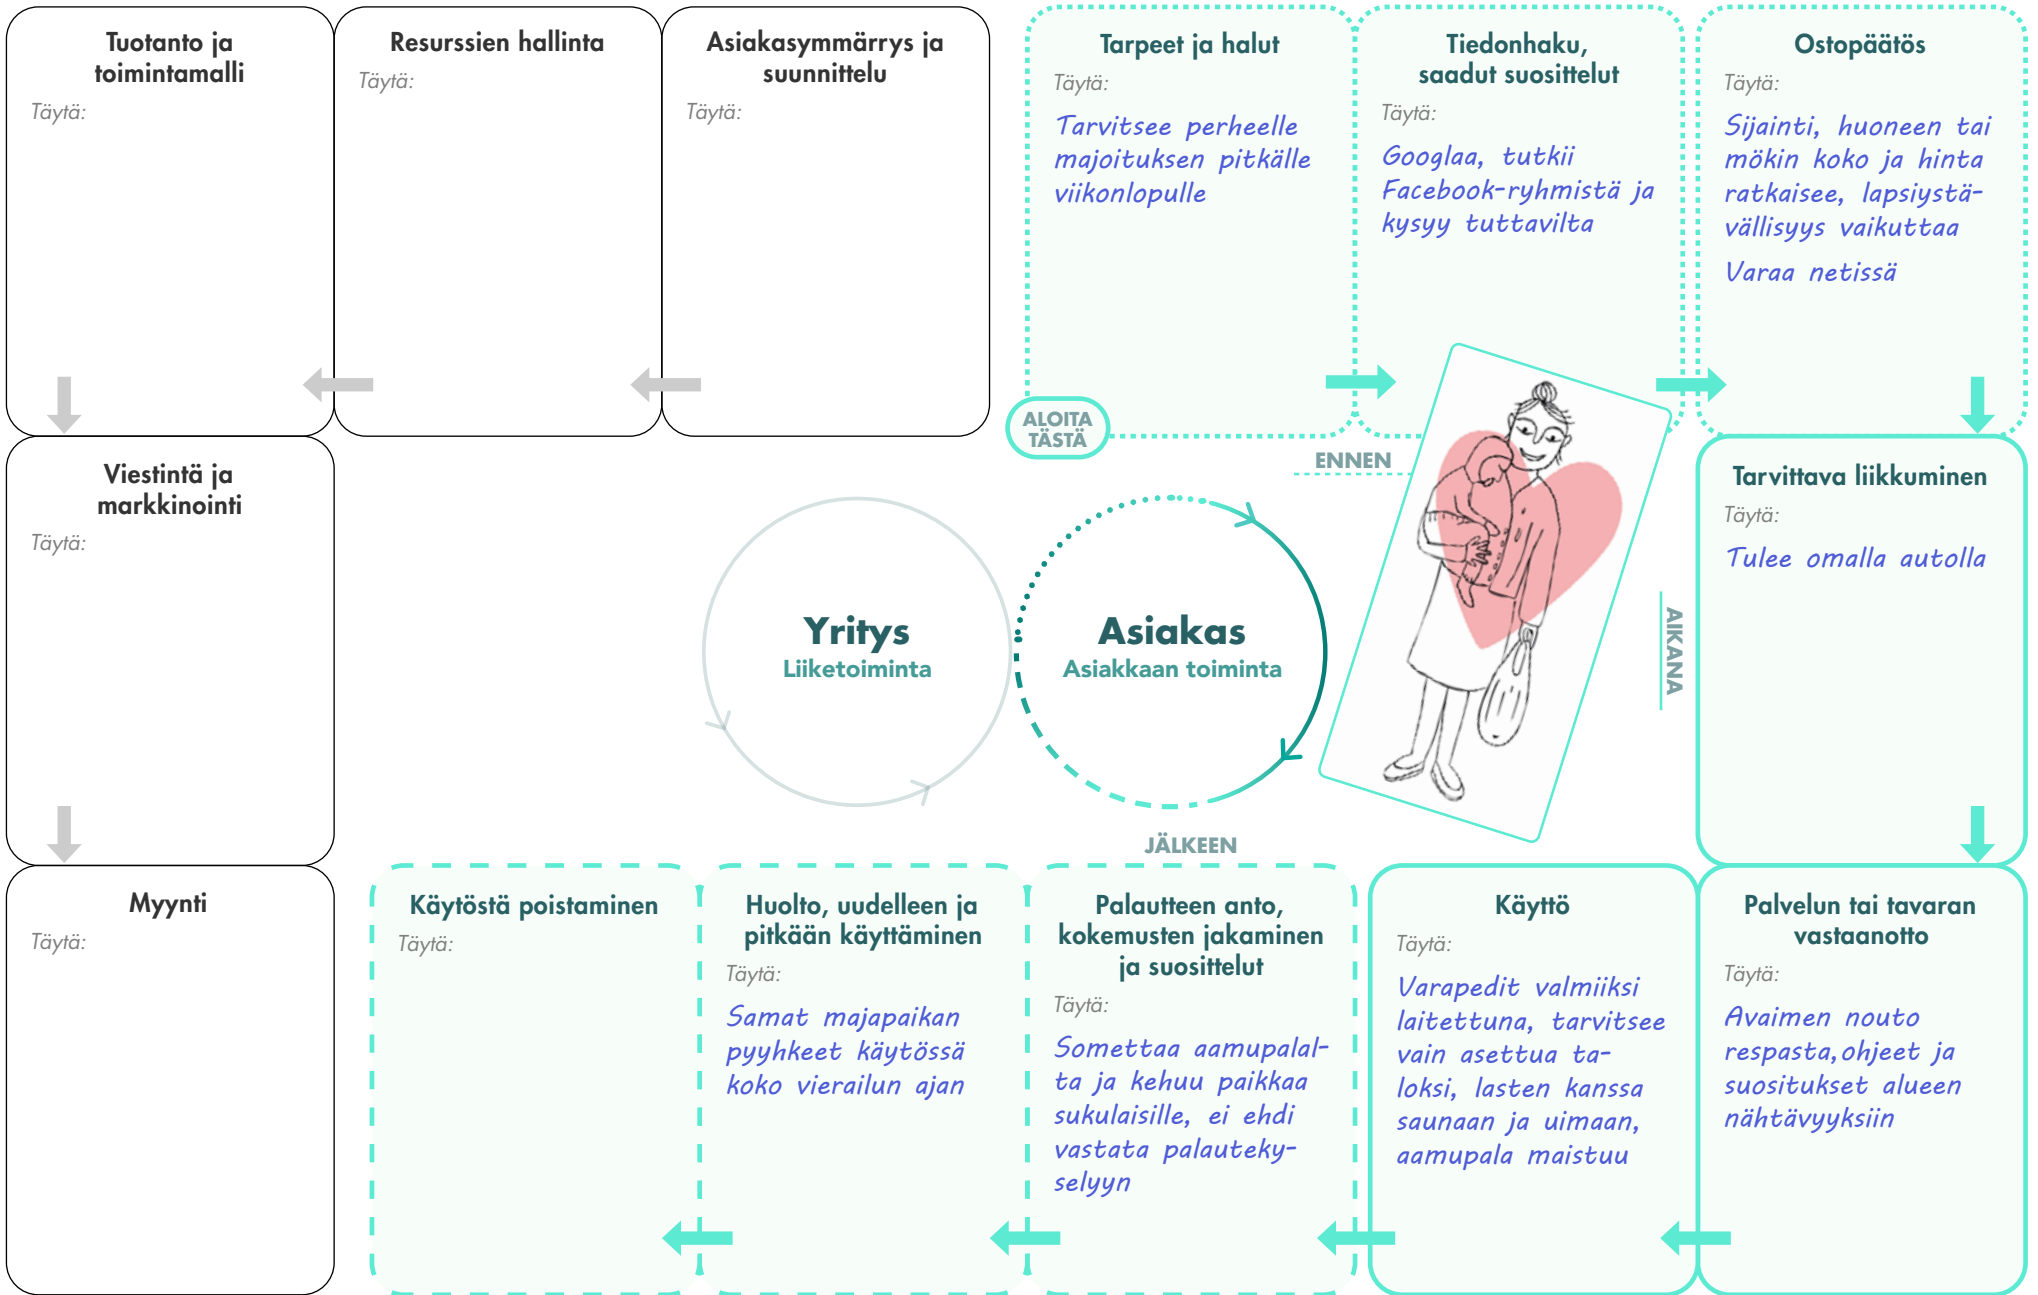 Tuotanto ja
toimintamalli
Täytä:
Resurssien hallinta
Täytä:
Asiakasymmärrys ja
suunnittelu
Täytä:
Tarpeet ja halut
Täytä:
Tarvitsee perheelle
majoituksen pitkälle
viikonlopulle
Tiedonhaku,
saadut suosittelut
Täytä:
Googlaa, tutkii
Facebook-ryhmistä ja
kysyy tuttavilta
Ostopäätös
Täytä:
Sijainti, huoneen tai
mökin koko ja hinta
ratkaisee, lapsiystä-
vällisyys vaikuttaa
Varaa netissä
ALOITA
TÄSTÄ
ENNEN
Viestintä ja
markkinointi
Täytä:
Yritys
Liiketoiminta
Asiakas
Asiakkaan toiminta
AIKANA
Tarvittava liikkuminen
Täytä:
Tulee omalla autolla
JÄLKEEN
Myynti
Täytä:
Käytöstä poistaminen
Täytä:
Huolto, uudelleen ja
pitkään käyttäminen
Täytä:
Samat majapaikan
pyyhkeet käytössä
koko vierailun ajan
Palautteen anto,
kokemusten jakaminen
ja suosittelut
Täytä:
Somettaa aamupalal-
ta ja kehuu paikkaa
sukulaisille, ei ehdi
vastata palauteky-
selyyn
Käyttö
Täytä:
Varapedit valmiiksi
laitettuna, tarvitsee
vain asettua ta-
loksi, lasten kanssa
saunaan ja uimaan,
aamupala maistuu
Palvelun tai tavaran
vastaanotto
Täytä:
Avaimen nouto
respasta, ohjeet ja
suositukset alueen
nähtävyyksiin